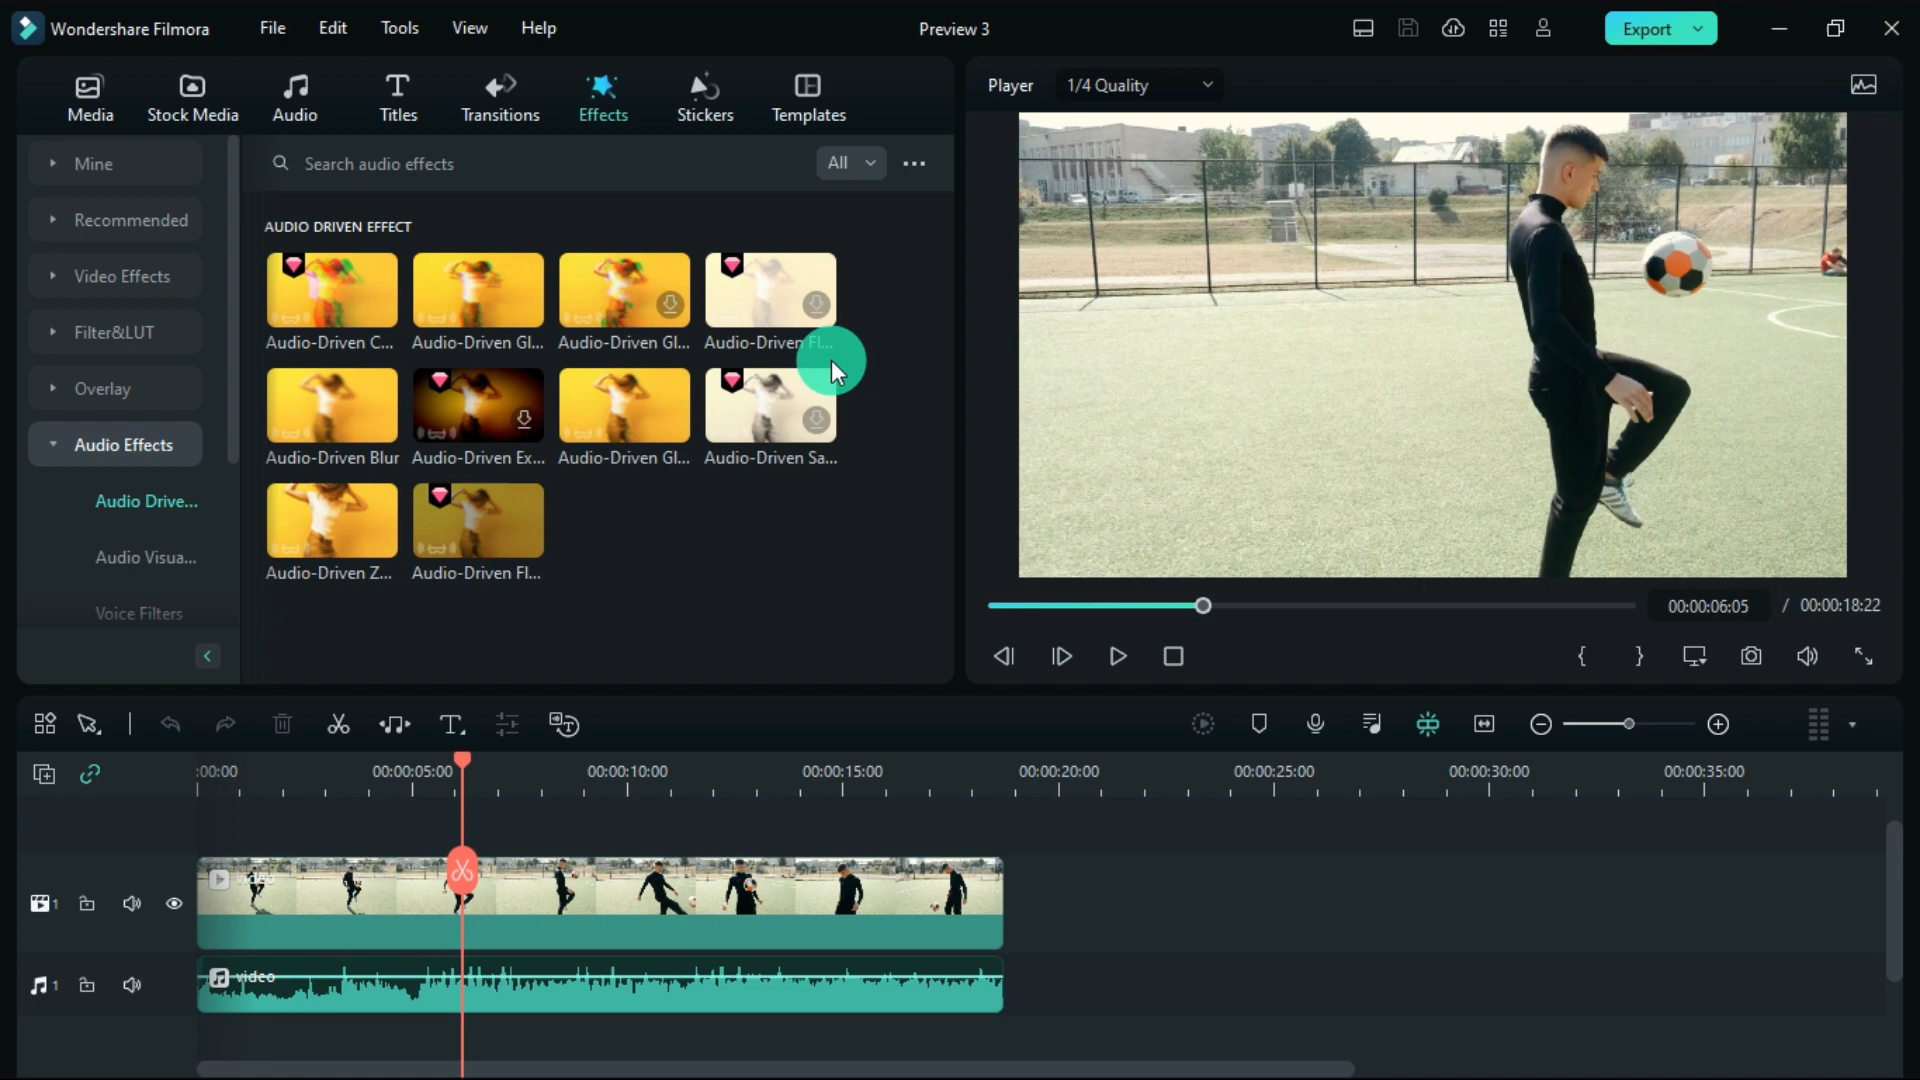 Wondershare Filmora File Edit Tools View Help Preview 3 Export
Media Stock Media Audio Titles Transitions Effects Stickers Templates
Player 1/4 Quality
Mine
Recommended
Video Effects
Filter&LUT
Overlay
Audio Effects
Audio Drive...
Audio Visua...
Voice Filters
Search audio effects All
AUDIO DRIVEN EFFECT
Audio-Driven C... Audio-Driven Gl... Audio-Driven Gl... Audio-Driven Fl...
Audio-Driven Blur Audio-Driven Ex... Audio-Driven Gl... Audio-Driven Sa...
Audio-Driven Z... Audio-Driven Fl...
00:00:06:05 / 00:00:18:22
:00:00 00:00:05:00 00:00:10:00 00:00:15:00 00:00:20:00 00:00:25:00 00:00:30:00 00:00:35:00
1 video
1 video